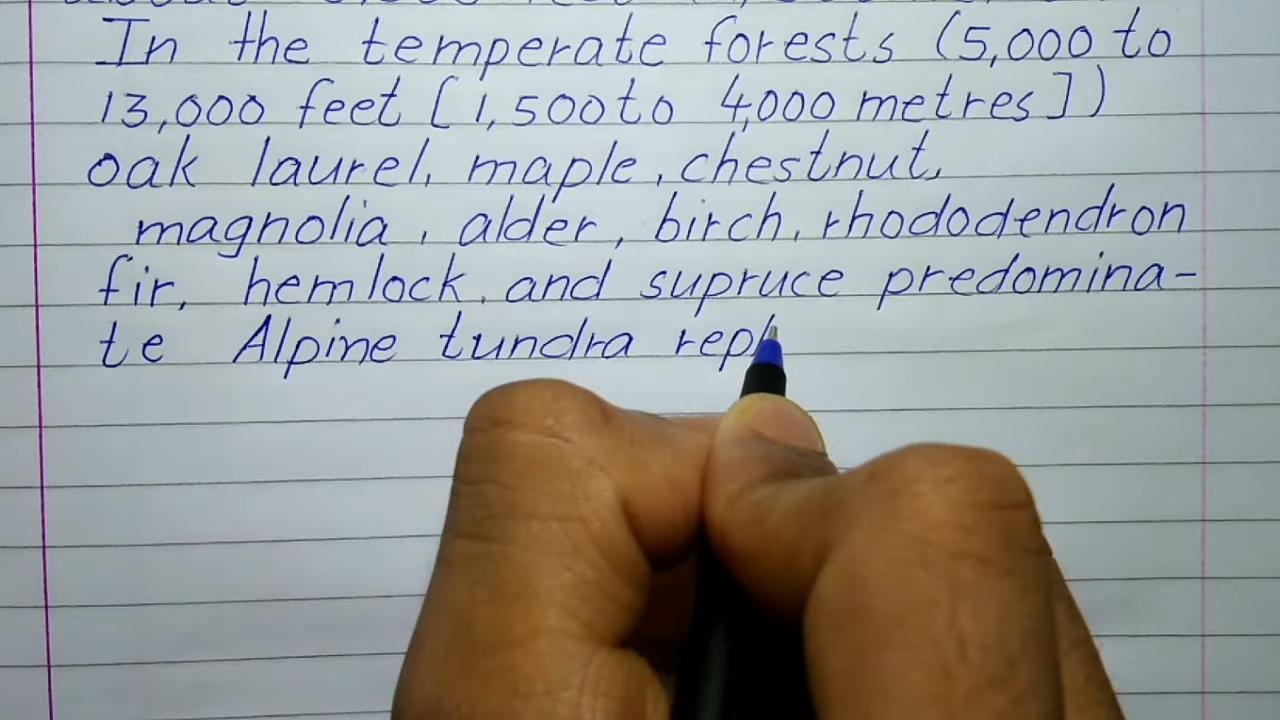 In the temperate forests (5,000 to
13,000 feet [1,500 to 4,000 metres])
oak laurel, maple, chestnut,
magnolia, alder, birch, rhododendron
fir, hemlock, and supruce predomina-
te Alpine tundra repl